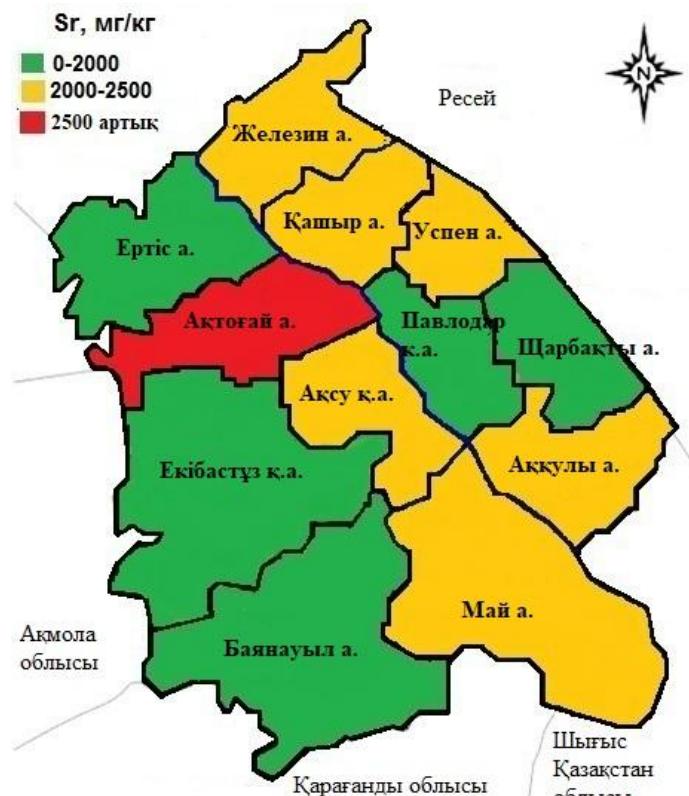 Sr, мг/кг
0-2000
2000-2500
2500 артық
N
Ресей
Железин а.
Қашыр а.
Успен а.
Ертіс а.
Ақтоғай а.
Павлодар
қ.а.
Щарбақты а.
Ақсу қ.а.
Екібастұз қ.а.
Аққулы а.
Май а.
Баянауыл а.
Ақмола
облысы
Шығыс
Қазақстан
Қарағанды облысы